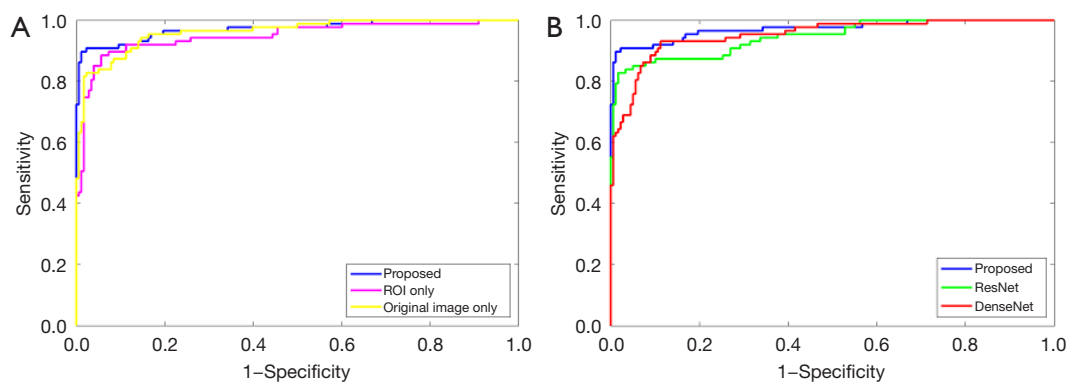 A
1.0
0.8
0.6
0.4
0.2
0.0
Sensitivity
Proposed
ROI only
Original image only
0.0 0.2 0.4 0.6 0.8 1.0
1−Specificity
B
1.0
0.8
0.6
0.4
0.2
0.0
Sensitivity
Proposed
ResNet
DenseNet
0.0 0.2 0.4 0.6 0.8 1.0
1−Specificity